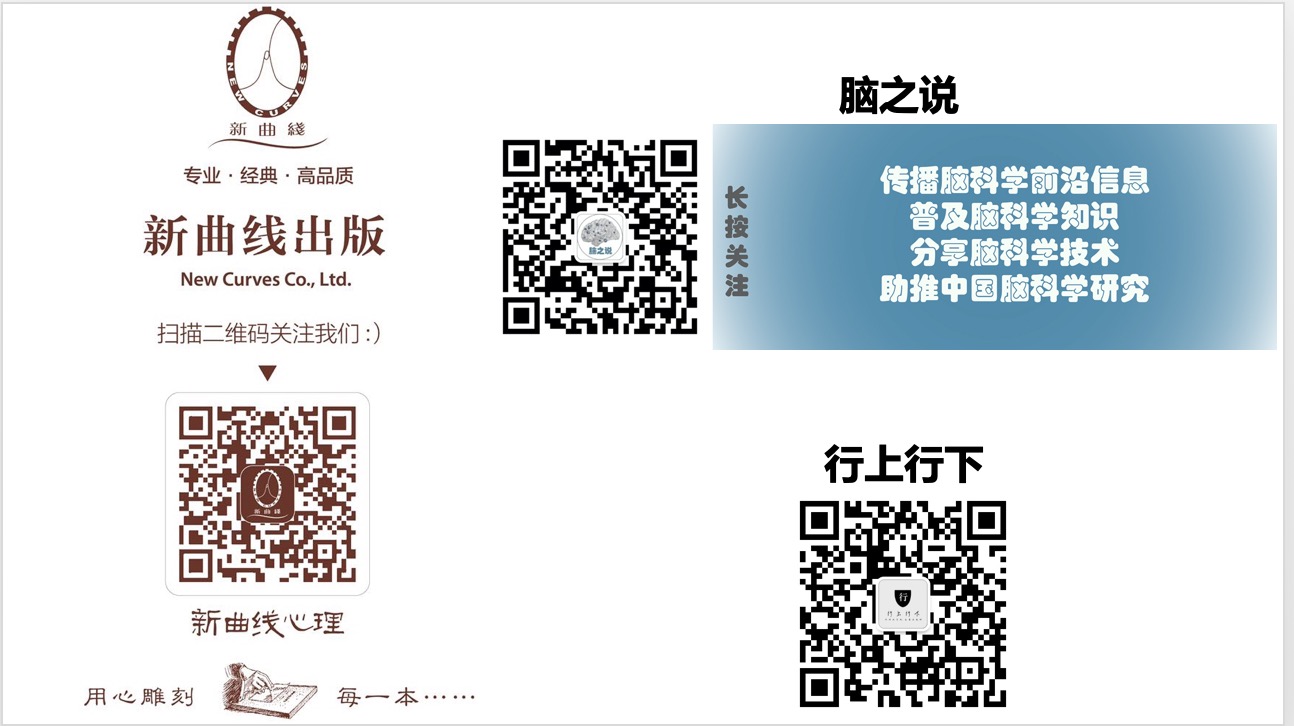 NEW CURVES
新曲綫
专业·经典·高品质
新曲线出版
New Curves Co., Ltd.
扫描二维码关注我们:)
新曲綫
新曲线心理
用心雕刻 每一本……
脑之说
脑之说
长按关注
传播脑科学前沿信息
普及脑科学知识
分享脑科学技术
助推中国脑科学研究
行上行下
行
行上行下